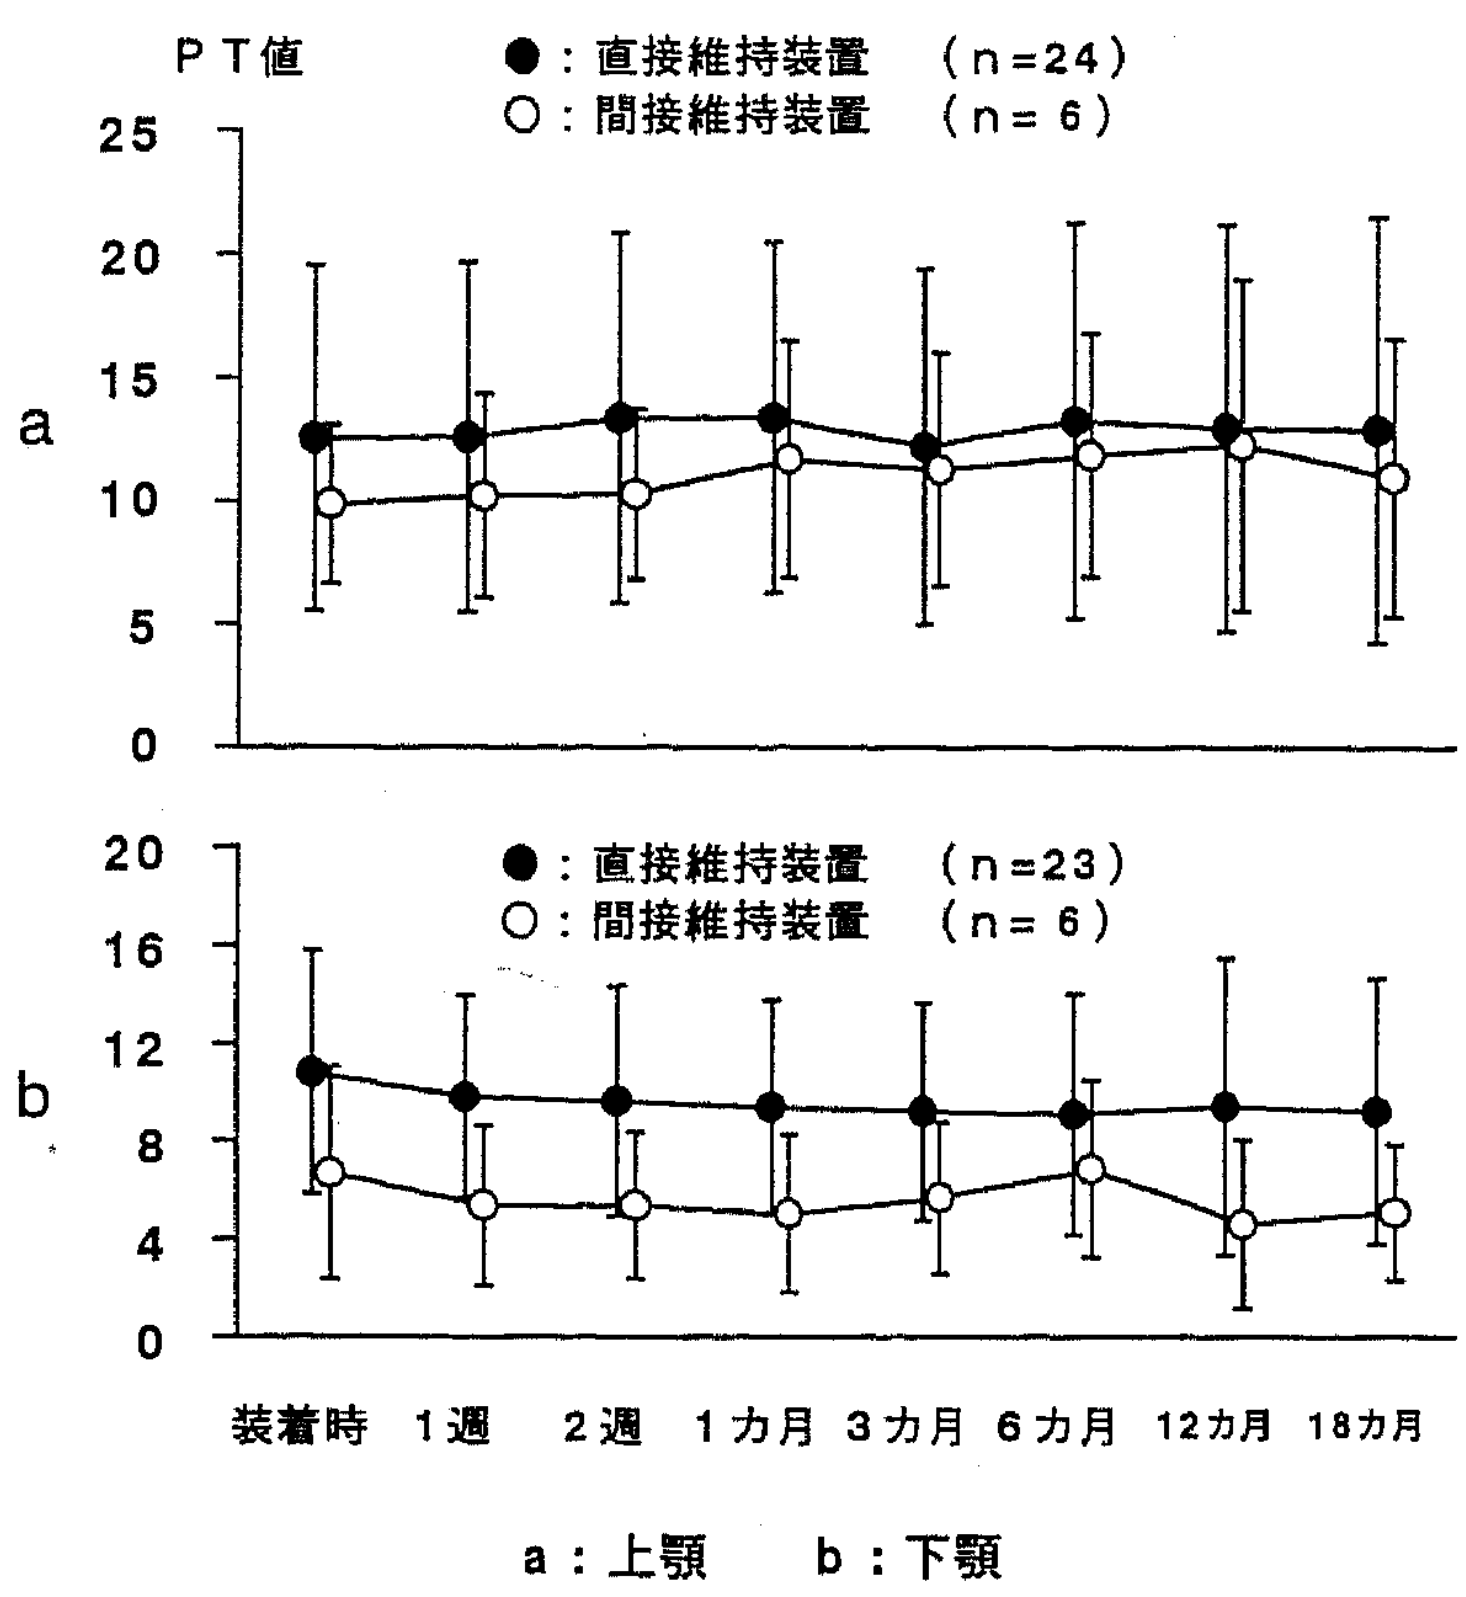 PT値
●：直接維持装置 (n=24)
○：間接維持装置 (n=6)
25
20
15
10
5
0
a
●：直接維持装置 (n=23)
○：間接維持装置 (n=6)
20
16
12
8
4
0
b
装着時 1週 2週 1カ月 3カ月 6カ月 12カ月 18カ月
a：上顎 b：下顎